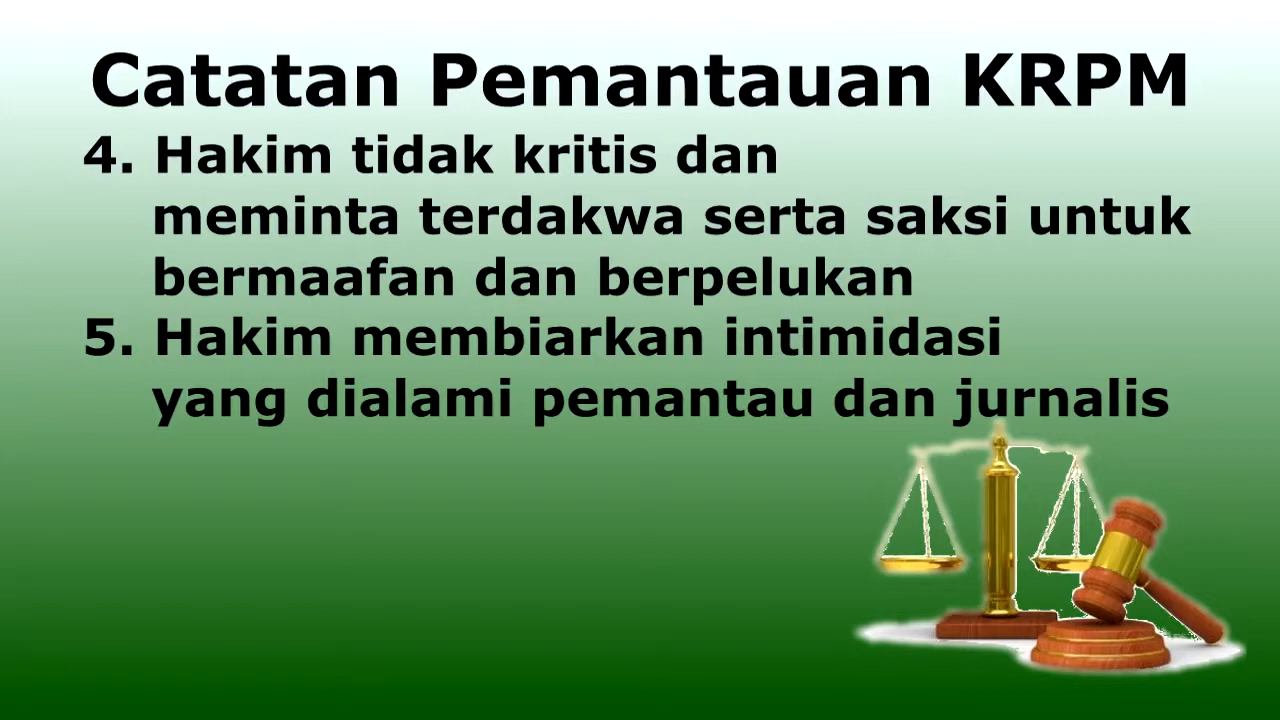 Catatan Pemantauan KRPM
4. Hakim tidak kritis dan
meminta terdakwa serta saksi untuk
bermaafan dan berpelukan
5. Hakim membiarkan intimidasi
yang dialami pemantau dan jurnalis